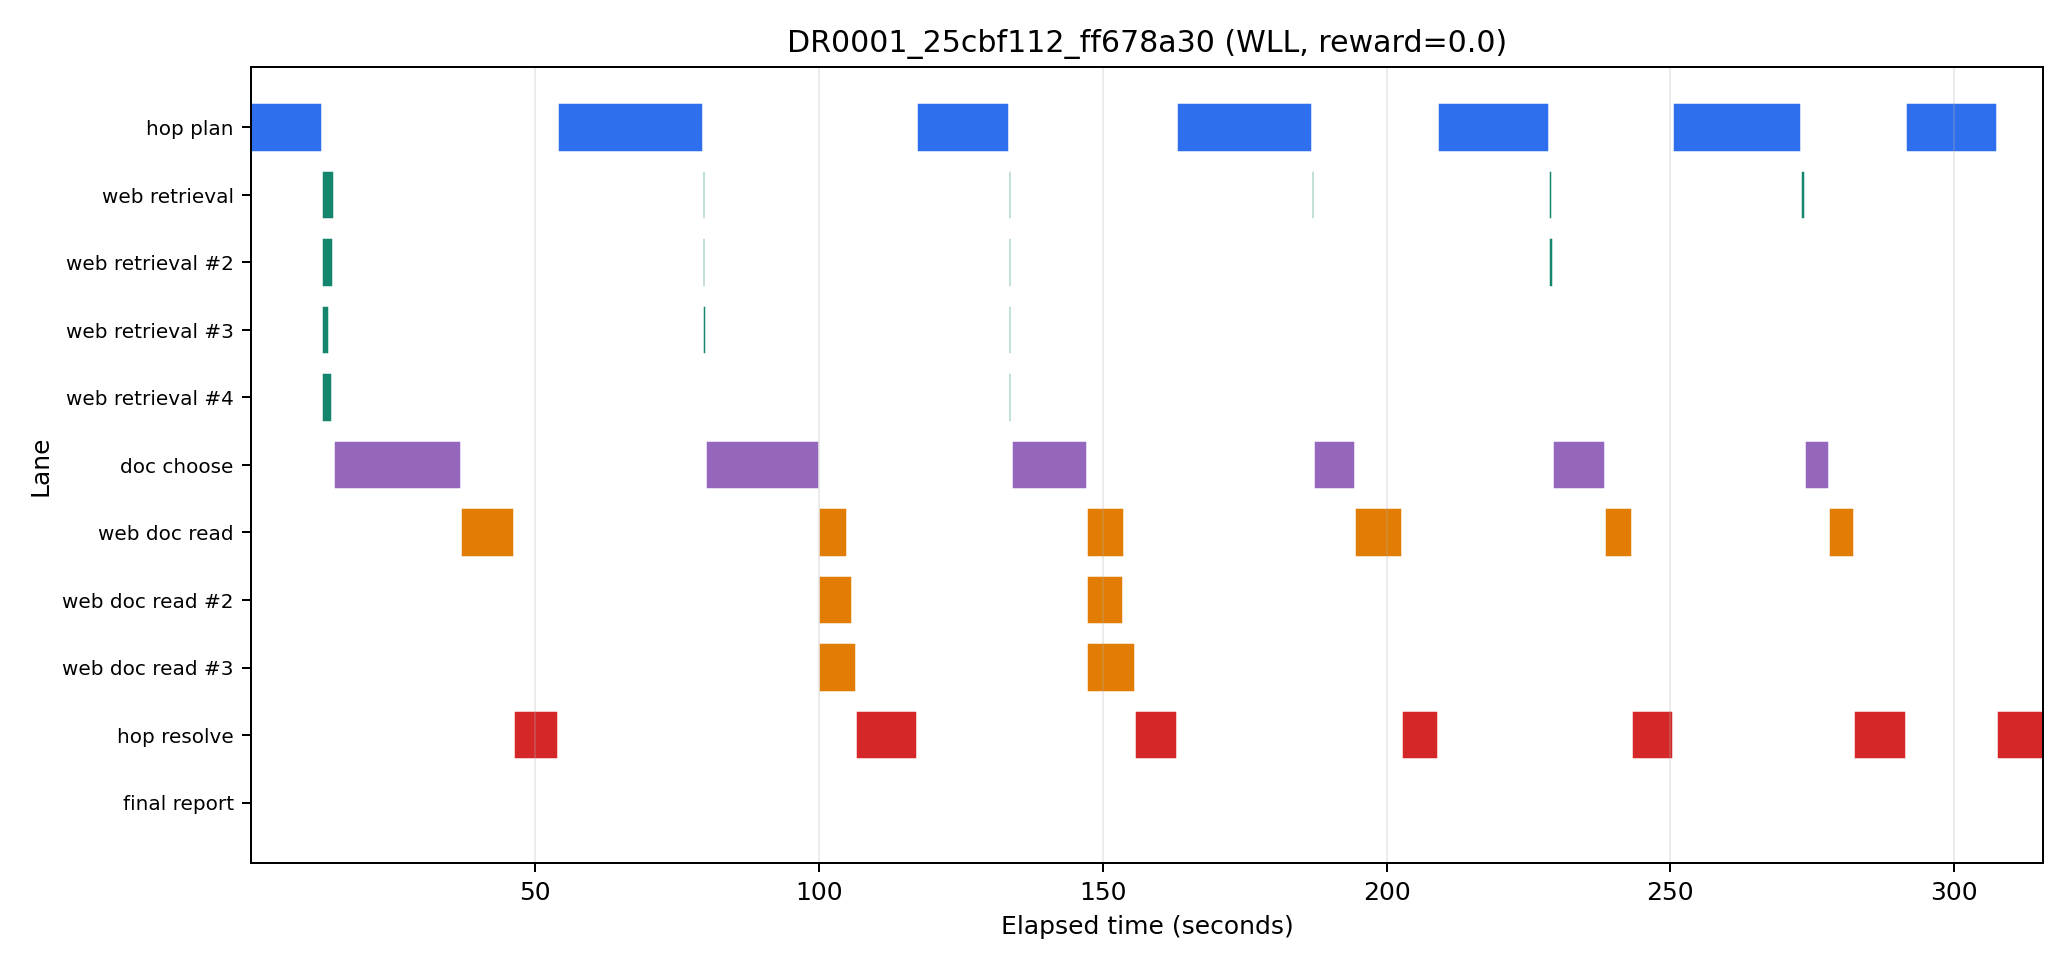 DR0001_25cbf112_ff678a30 (WLL, reward=0.0)
Lane
hop plan
web retrieval
web retrieval #2
web retrieval #3
web retrieval #4
doc choose
web doc read
web doc read #2
web doc read #3
hop resolve
final report
50 100 150 200 250 300
Elapsed time (seconds)